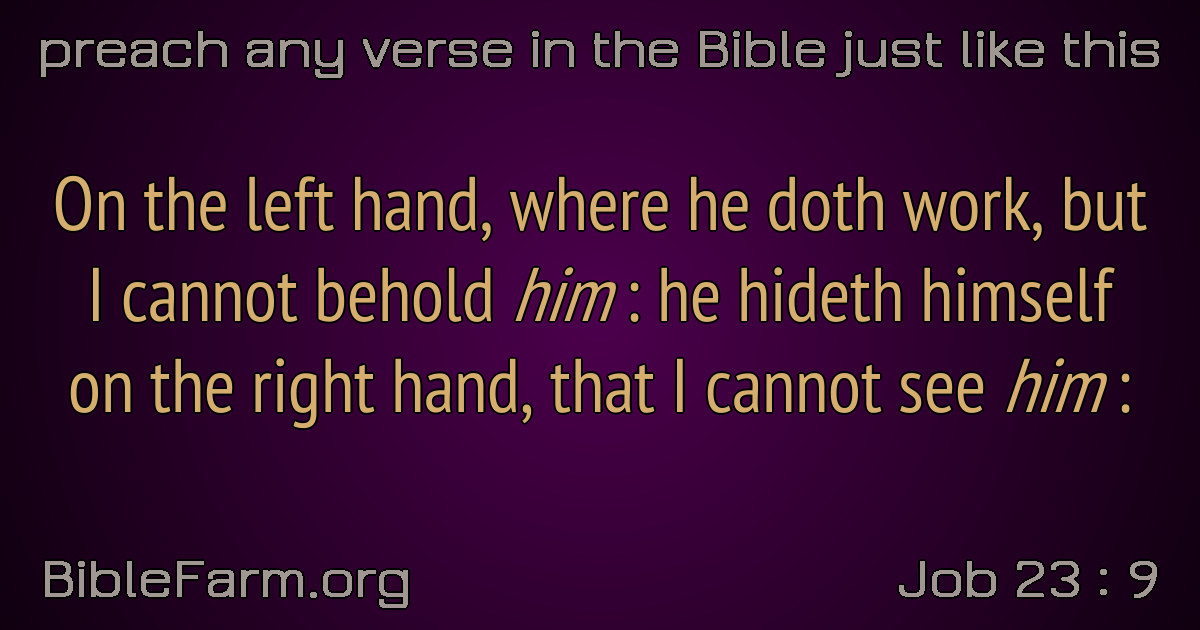 preach any verse in the Bible just like this
On the left hand, where he doth work, but
I cannot behold him : he hideth himself
on the right hand, that I cannot see him :
BibleFarm.org
Job 23 : 9